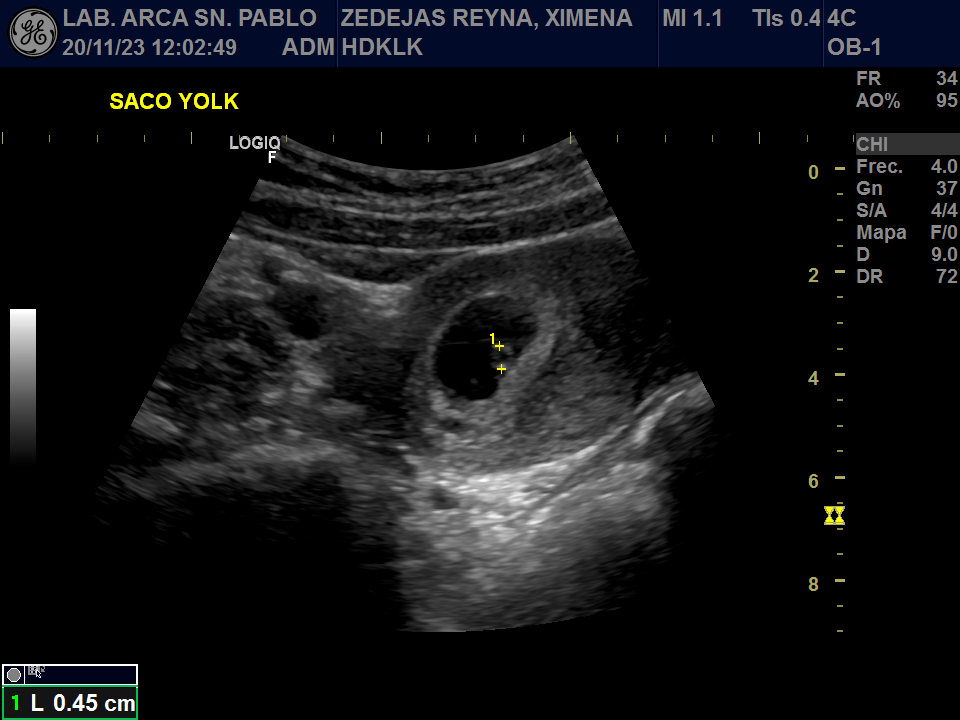 GE
LAB. ARCA SN. PABLO ZEDEJAS REYNA, XIMENA MI 1.1 TIs 0.4 4C
20/11/23 12:02:49 ADM HDKLK OB-1
FR 34
AO% 95
SACO YOLK
LOGIQ
F
CHI
Frec. 4.0
Gn 37
S/A 4/4
Mapa F/0
D 9.0
DR 72
0
2
1
4
6
8
1 L 0.45 cm